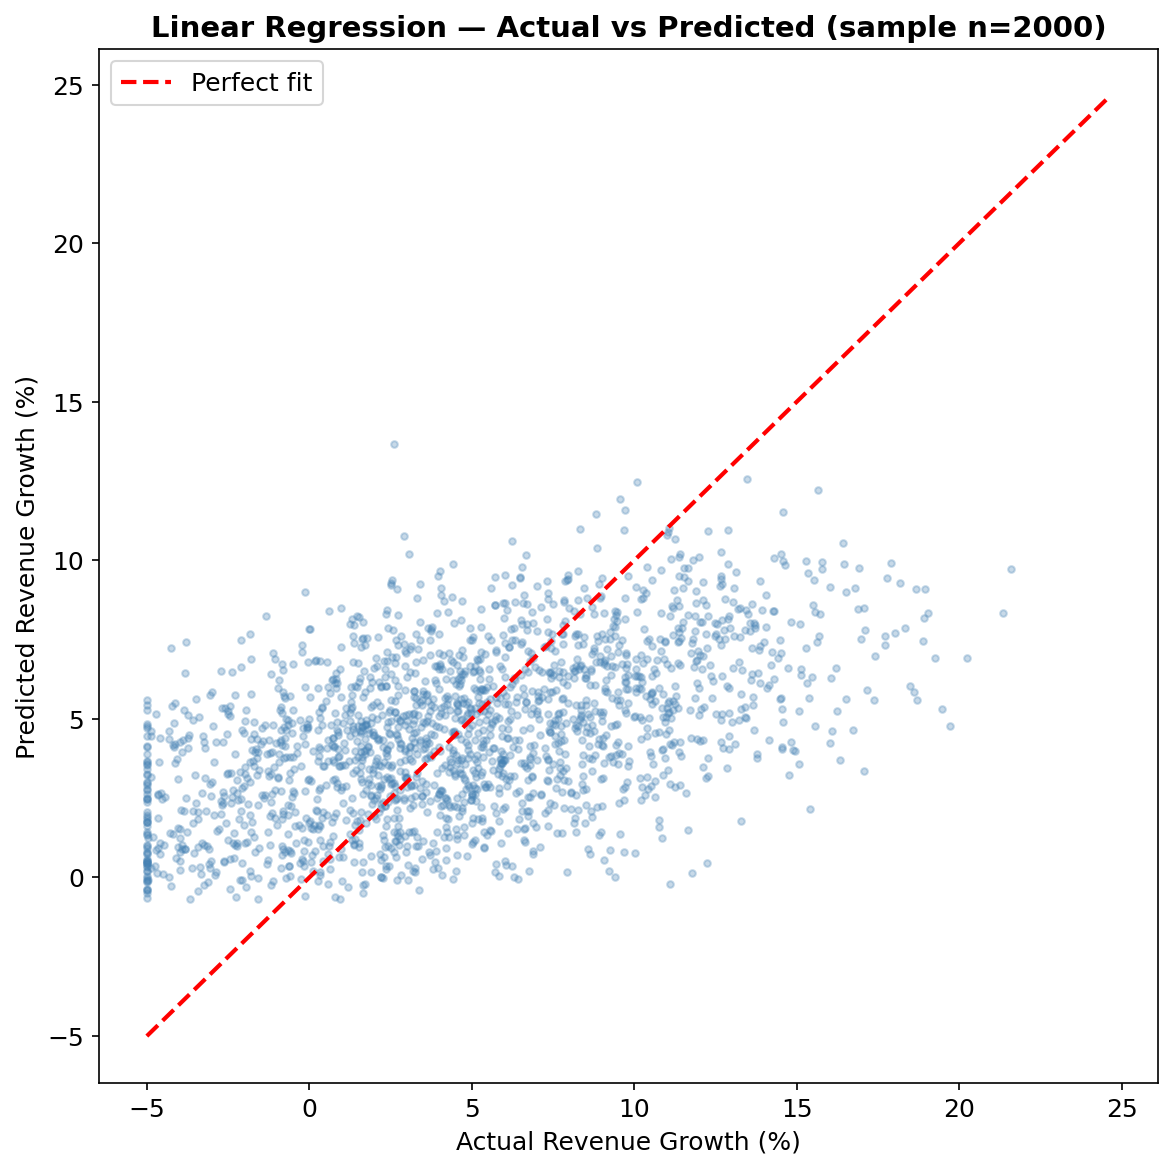 Linear Regression — Actual vs Predicted (sample n=2000)
Perfect fit
25
20
15
10
5
0
−5
Predicted Revenue Growth (%)
−5 0 5 10 15 20 25
Actual Revenue Growth (%)